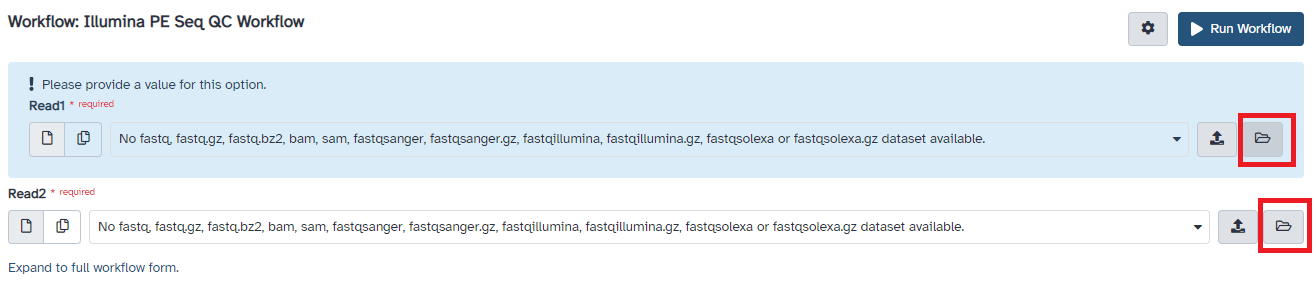 Workflow: Illumina PE Seq QC Workflow
Run Workflow
Please provide a value for this option.
Read1 * required
No fastq, fastq.gz, fastq.bz2, bam, sam, fastqsanger, fastqsanger.gz, fastqillumina, fastqillumina.gz, fastqsolexa or fastqsolexa.gz dataset available.
Read2 * required
No fastq, fastq.gz, fastq.bz2, bam, sam, fastqsanger, fastqsanger.gz, fastqillumina, fastqillumina.gz, fastqsolexa or fastqsolexa.gz dataset available.
Expand to full workflow form.